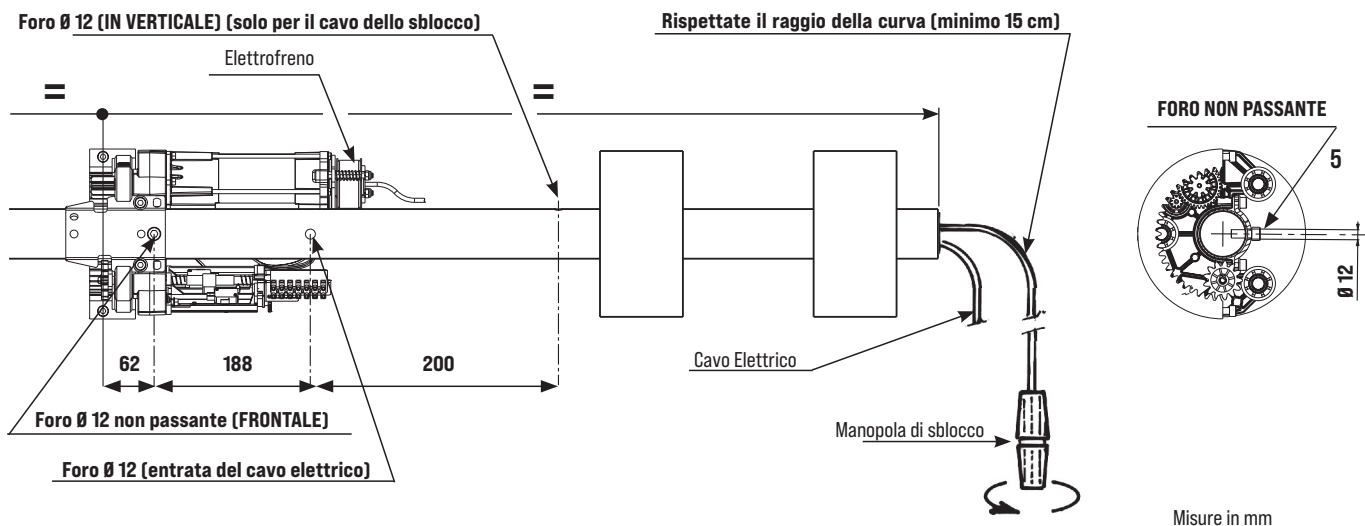 Foro Ø 12 (IN VERTICALE) (solo per il cavo dello sblocco)
Rispettate il raggio della curva (minimo 15 cm)
Elettrofreno
=
=
FORO NON PASSANTE
5
Ø 12
62
188
200
Cavo Elettrico
Foro Ø 12 non passante (FRONTALE)
Manopola di sblocco
Foro Ø 12 (entrata del cavo elettrico)
Misure in mm